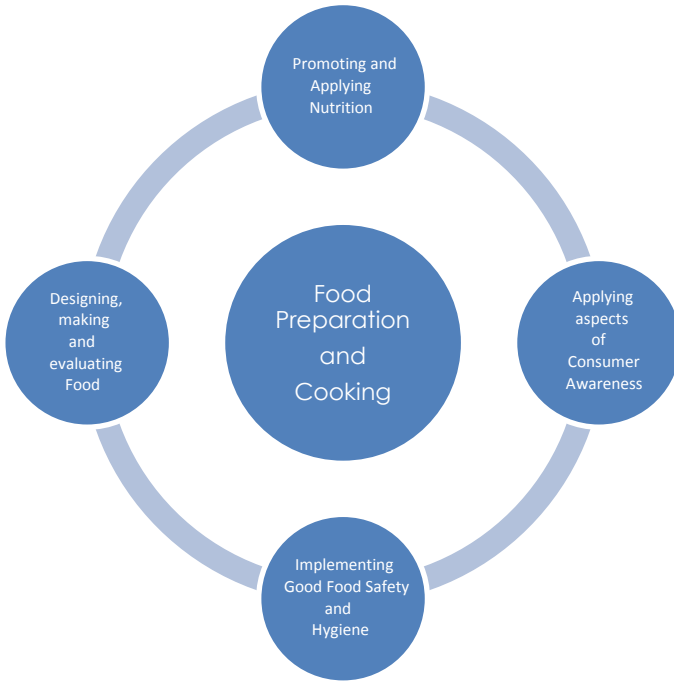 Promoting and
Applying
Nutrition
Designing,
making
and
evaluating
Food
Food
Preparation
and
Cooking
Applying
aspects
of
Consumer
Awareness
Implementing
Good Food Safety
and
Hygiene